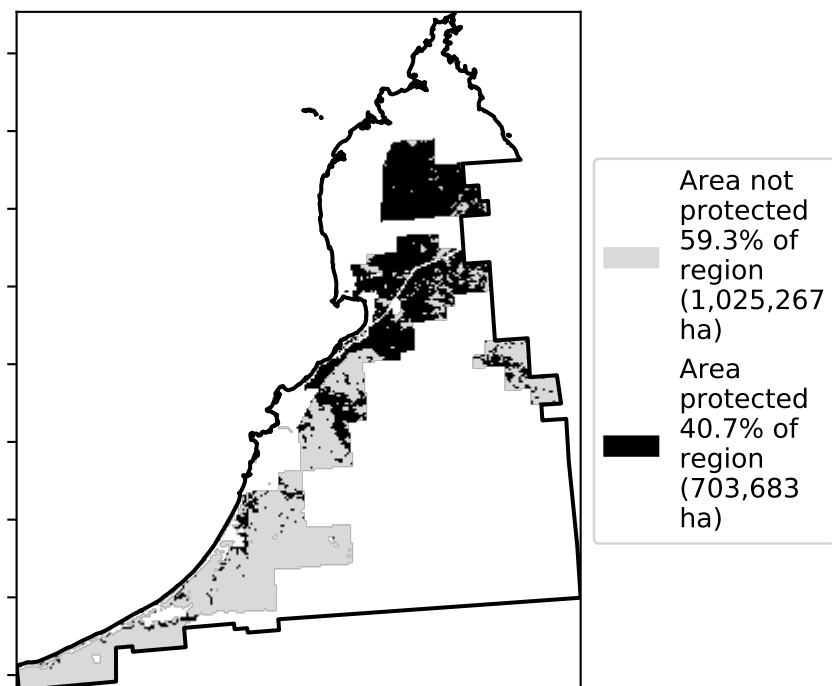 Area not
protected
59.3% of
region
(1,025,267
ha)
Area
protected
40.7% of
region
(703,683
ha)